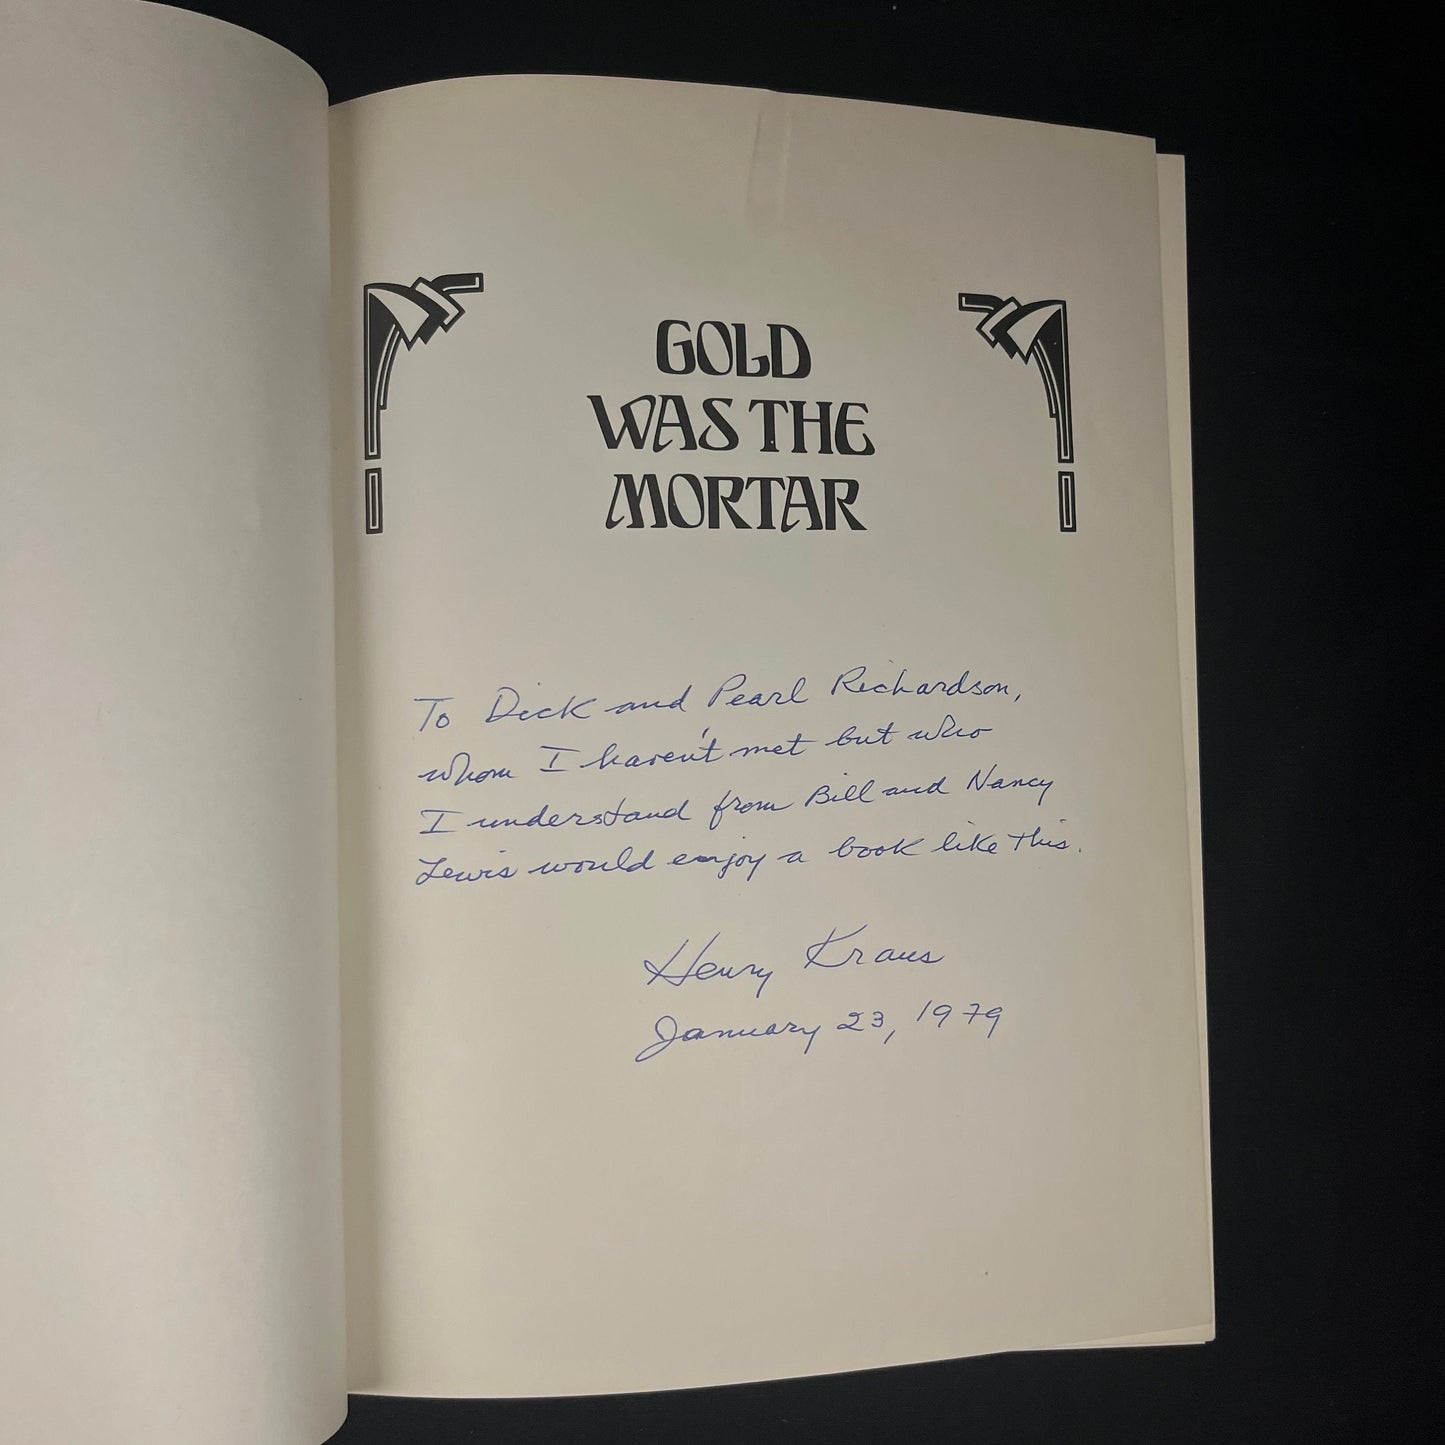 GOLD
WAS THE
MORTAR
To Dick and Pearl Richardson,
whom I haven't met but who
I understand from Bill and Nancy
Lewis would enjoy a book like this.
Henry Kraus
January 23, 1979